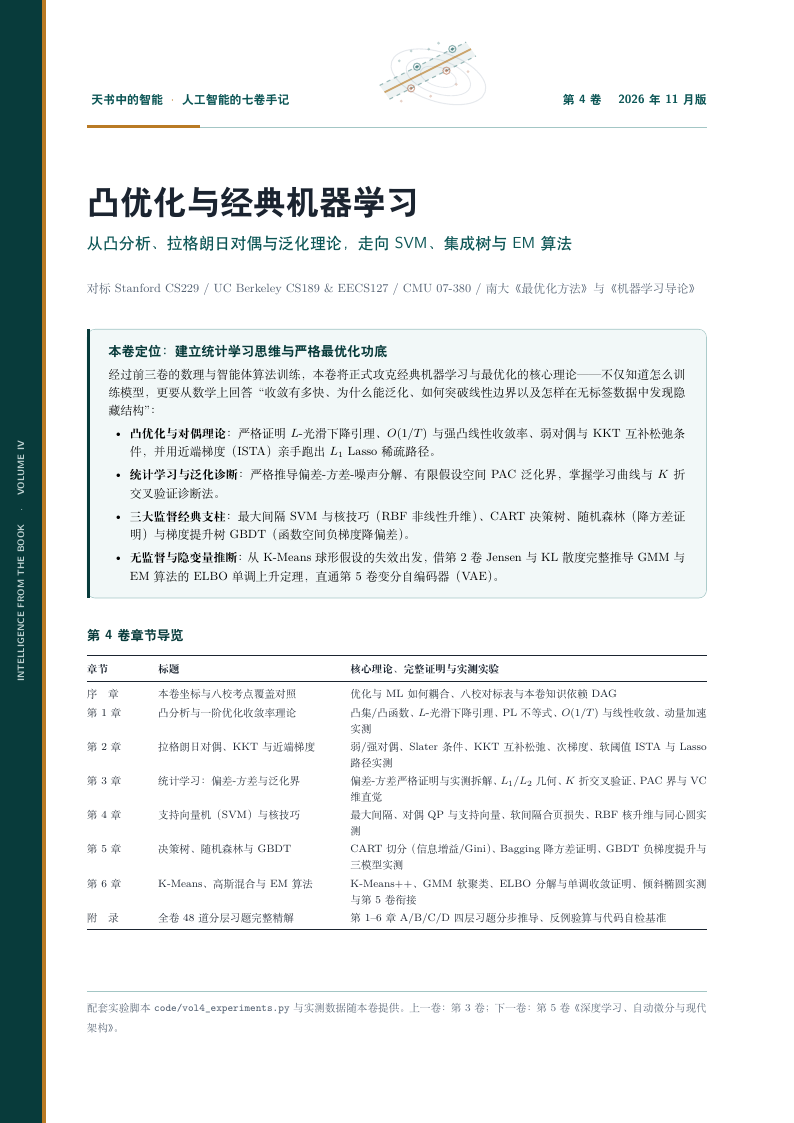 天书中的智能 · 人工智能的七卷手记
第 4 卷 2026 年 11 月版
凸优化与经典机器学习
从凸分析、拉格朗日对偶与泛化理论，走向 SVM、集成树与 EM 算法
对标 Stanford CS229 / UC Berkeley CS189 & EECS127 / CMU 07-380 / 南大《最优化方法》与《机器学习导论》
本卷定位：建立统计学习思维与严格最优化功底
经过前三卷的数理与智能体算法训练，本卷将正式攻克经典机器学习与最优化的核心理论——不仅知道怎么训
练模型，更要从数学上回答“收敛有多快、为什么能泛化、如何突破线性边界以及怎样在无标签数据中发现隐
藏结构”：
• 凸优化与对偶理论：严格证明 L-光滑下降引理、O(1/T) 与强凸线性收敛率、弱对偶与 KKT 互补松弛条
件，并用近端梯度（ISTA）亲手跑出 L₁ Lasso 稀疏路径。
• 统计学习与泛化诊断：严格推导偏差-方差-噪声分解、有限假设空间 PAC 泛化界，掌握学习曲线与 K 折
交叉验证诊断法。
• 三大监督经典支柱：最大间隔 SVM 与核技巧（RBF 非线性升维）、CART 决策树、随机森林（降方差证
明）与梯度提升树 GBDT（函数空间负梯度降偏差）。
• 无监督与隐变量推断：从 K-Means 球形假设的失效出发，借第 2 卷 Jensen 与 KL 散度完整推导 GMM 与
EM 算法的 ELBO 单调上升定理，直通第 5 卷变分自编码器（VAE）。
第 4 卷章节导览
章节 标题 核心理论、完整证明与实测实验
序 章 本卷坐标与八校考点覆盖对照 优化与 ML 如何耦合、八校对标表与本卷知识依赖 DAG
第 1 章 凸分析与一阶优化收敛率理论 凸集/凸函数、L-光滑下降引理、PL 不等式、O(1/T) 与线性收敛、动量加速
实测
第 2 章 拉格朗日对偶、KKT 与近端梯度 弱/强对偶、Slater 条件、KKT 互补松弛、次梯度、软阈值 ISTA 与 Lasso
路径实测
第 3 章 统计学习：偏差-方差与泛化界 偏差-方差严格证明与实测拆解、L₁/L₂ 几何、K 折交叉验证、PAC 界与 VC
维直觉
第 4 章 支持向量机（SVM）与核技巧 最大间隔、对偶 QP 与支持向量、软间隔合页损失、RBF 核升维与同心圆实
测
第 5 章 决策树、随机森林与 GBDT CART 切分（信息增益/Gini）、Bagging 降方差证明、GBDT 负梯度提升与
三模型实测
第 6 章 K-Means、高斯混合与 EM 算法 K-Means++、GMM 软聚类、ELBO 分解与单调收敛证明、倾斜椭圆实测
与第 5 卷衔接
附 录 全卷 48 道分层习题完整精解 第 1–6 章 A/B/C/D 四层习题分步推导、反例验算与代码自检基准
配套实验脚本 code/vol4_experiments.py 与实测数据随本卷提供。上一卷：第 3 卷；下一卷：第 5 卷《深度学习、自动微分与现代
架构》。
INTELLIGENCE FROM THE BOOK · VOLUME IV